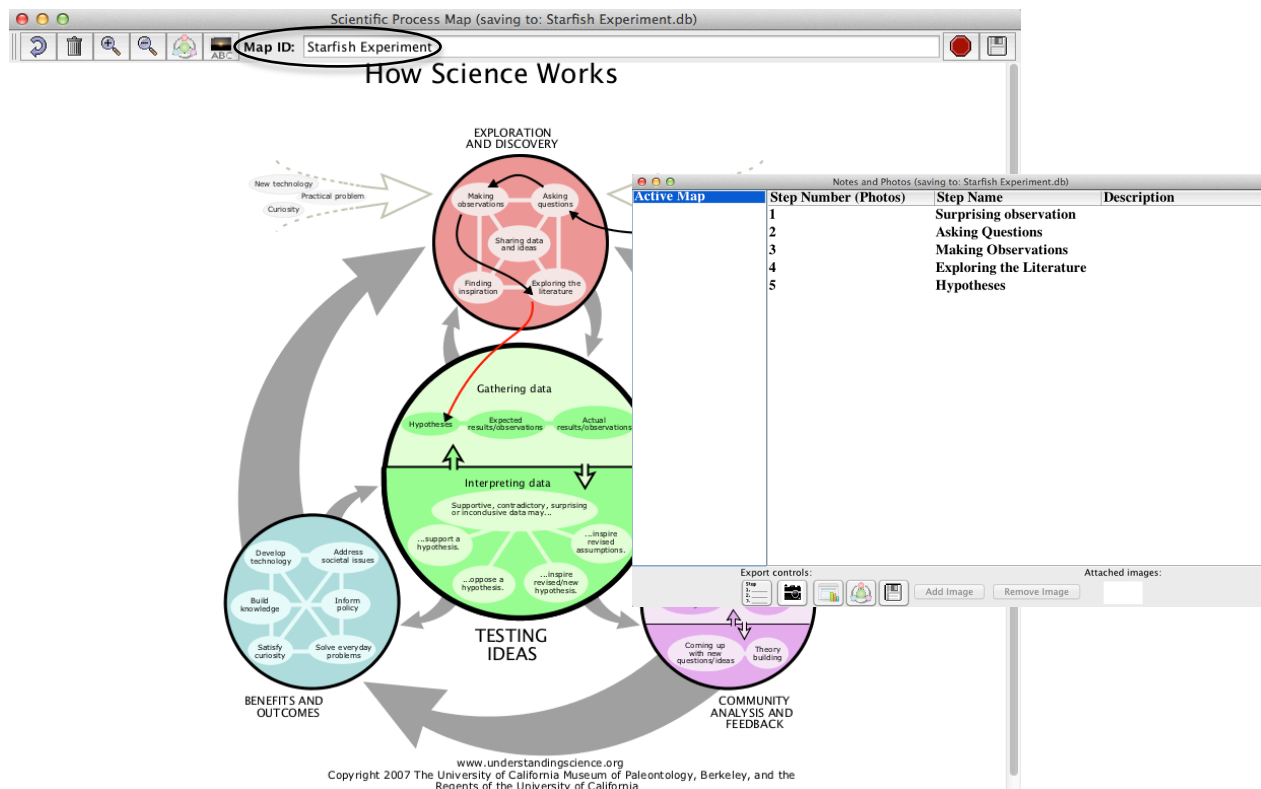 Scientific Process Map (saving to: Starfish Experiment.db)
ABC
Map ID: Starfish Experiment
How Science Works
EXPLORATION
AND DISCOVERY
New technology
Practical problem
Curiosity
Making
observations
Asking
questions
Sharing data
and ideas
Finding
inspiration
Exploring the
literature
Gathering data
Hypotheses
Expected
results/observations
Actual
results/observations
Interpreting data
Supportive, contradictory, surprising
or inconclusive data may...
...support a
hypothesis.
...oppose a
hypothesis.
...inspire
revised/new
hypothesis.
...inspire
revised
assumptions.
TESTING
IDEAS
Develop
technology
Address
societal issues
Build
knowledge
Inform
policy
Satisfy
curiosity
Solve everyday
problems
BENEFITS AND
OUTCOMES
Coming up
with new
questions/ideas
Theory
building
COMMUNITY
ANALYSIS AND
FEEDBACK
www.understandingscience.org
Copyright 2007 The University of California Museum of Paleontology, Berkeley, and the
Regents of the University of California
Notes and Photos (saving to: Starfish Experiment.db)
Active Map
Step Number (Photos) Step Name Description
1 Surprising observation
2 Asking Questions
3 Making Observations
4 Exploring the Literature
5 Hypotheses
Export controls:
Attached images:
Step
1.
2.
3.
Add Image
Remove Image